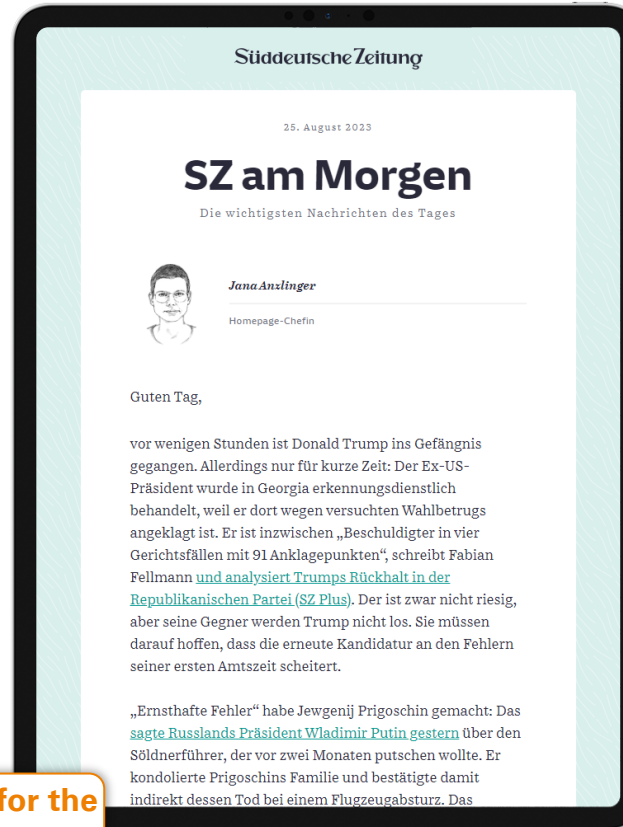 Süddeutsche Zeitung
25. August 2023
SZ am Morgen
Die wichtigsten Nachrichten des Tages
Jana Anzlinger
Homepage-Chefin
Guten Tag,
vor wenigen Stunden ist Donald Trump ins Gefängnis
gegangen. Allerdings nur für kurze Zeit: Der Ex-US-
Präsident wurde in Georgia erkennungsdienstlich
behandelt, weil er dort wegen versuchten Wahlbetrugs
angeklagt ist. Er ist inzwischen „Beschuldigter in vier
Gerichtsfällen mit 91 Anklagepunkten“, schreibt Fabian
Fellmann und analysiert Trumps Rückhalt in der
Republikanischen Partei (SZ Plus). Der ist zwar nicht riesig,
aber seine Gegner werden Trump nicht los. Sie müssen
darauf hoffen, dass die erneute Kandidatur an den Fehlern
seiner ersten Amtszeit scheitert.
„Ernsthafte Fehler“ habe Jewgenij Prigoschin gemacht: Das
sagte Russlands Präsident Wladimir Putin gestern über den
Söldnerführer, der vor zwei Monaten putschen wollte. Er
kondolierte Prigoschins Familie und bestätigte damit
indirekt dessen Tod bei einem Flugzeugabsturz. Das
for the